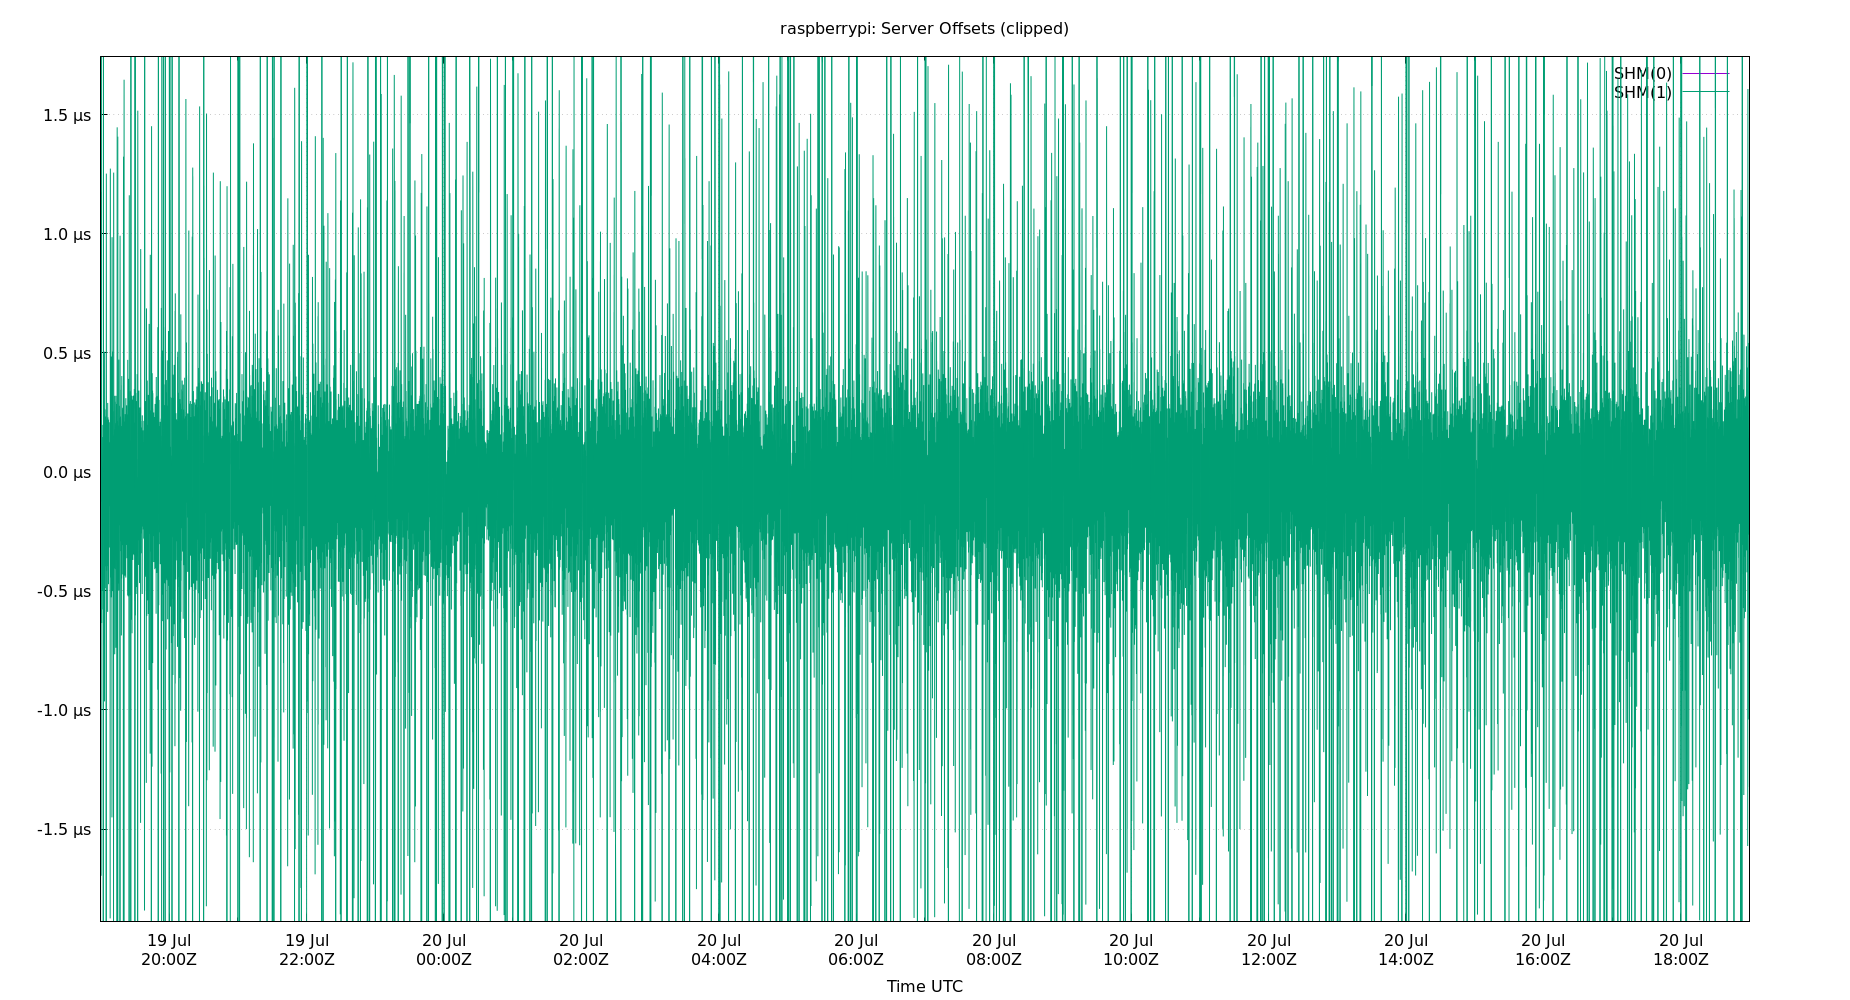 raspberrypi: Server Offsets (clipped)
SHM(0)
SHM(1)
1.5 µs
1.0 µs
0.5 µs
0.0 µs
-0.5 µs
-1.0 µs
-1.5 µs
19 Jul 19 Jul 20 Jul 20 Jul 20 Jul 20 Jul 20 Jul 20 Jul 20 Jul 20 Jul 20 Jul 20 Jul
20:00Z 22:00Z 00:00Z 02:00Z 04:00Z 06:00Z 08:00Z 10:00Z 12:00Z 14:00Z 16:00Z 18:00Z
Time UTC